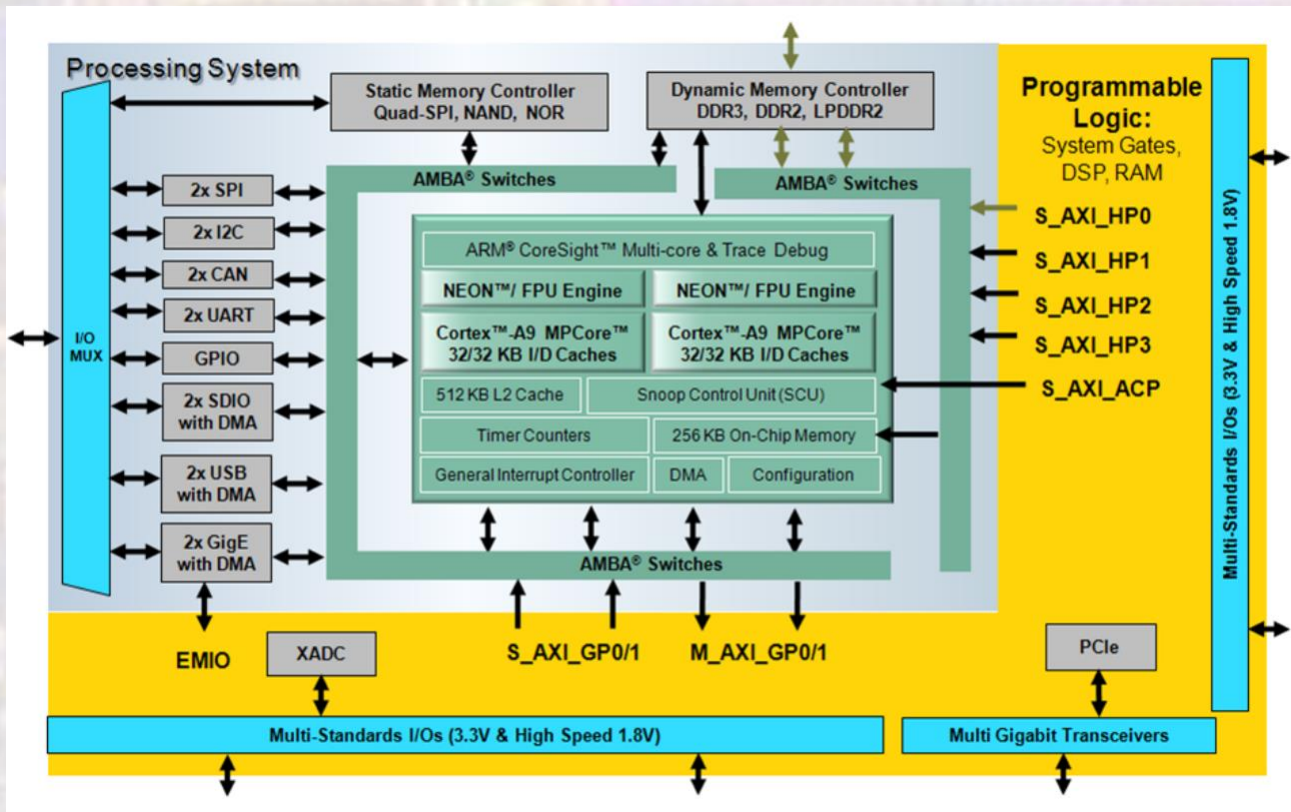 Processing System
Static Memory Controller
Quad-SPI, NAND, NOR
Dynamic Memory Controller
DDR3, DDR2, LPDDR2
Programmable
Logic:
System Gates,
DSP, RAM
AMBA® Switches
AMBA® Switches
2x SPI
2x I2C
2x CAN
2x UART
GPIO
2x SDIO
with DMA
2x USB
with DMA
2x GigE
with DMA
I/O
MUX
ARM® CoreSight™ Multi-core & Trace Debug
NEON™/ FPU Engine
NEON™/ FPU Engine
Cortex™-A9 MPCore™
32/32 KB I/D Caches
Cortex™-A9 MPCore™
32/32 KB I/D Caches
512 KB L2 Cache
Snoop Control Unit (SCU)
Timer Counters
256 KB On-Chip Memory
General Interrupt Controller
DMA
Configuration
AMBA® Switches
S_AXI_HP0
S_AXI_HP1
S_AXI_HP2
S_AXI_HP3
S_AXI_ACP
Multi-Standards I/Os (3.3V & High Speed 1.8V)
EMIO
XADC
S_AXI_GP0/1
M_AXI_GP0/1
PCIe
Multi-Standards I/Os (3.3V & High Speed 1.8V)
Multi Gigabit Transceivers